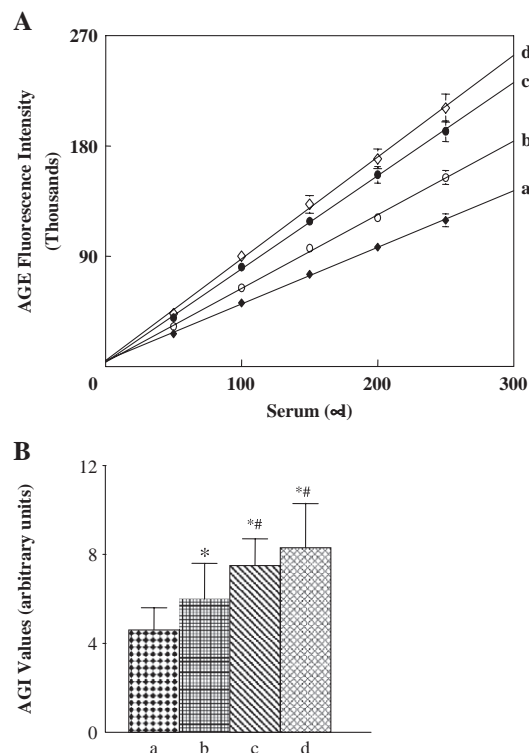 A
270
180
90
0
AGE Fluorescence Intensity
(Thousands)
d
c
b
a
100
200
300
Serum (∞l)
B
12
8
4
0
AGI Values (arbitrary units)
*
*#
*#
a
b
c
d